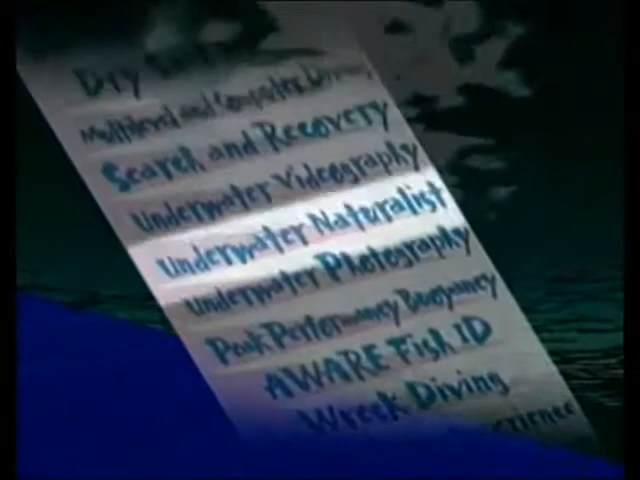 Dry
Multilevel and Computer Diving
Search and Recovery
Underwater Videography
Underwater Naturalist
Underwater Photography
Peak Performance Buoyancy
AWARE Fish ID
Wreck Diving